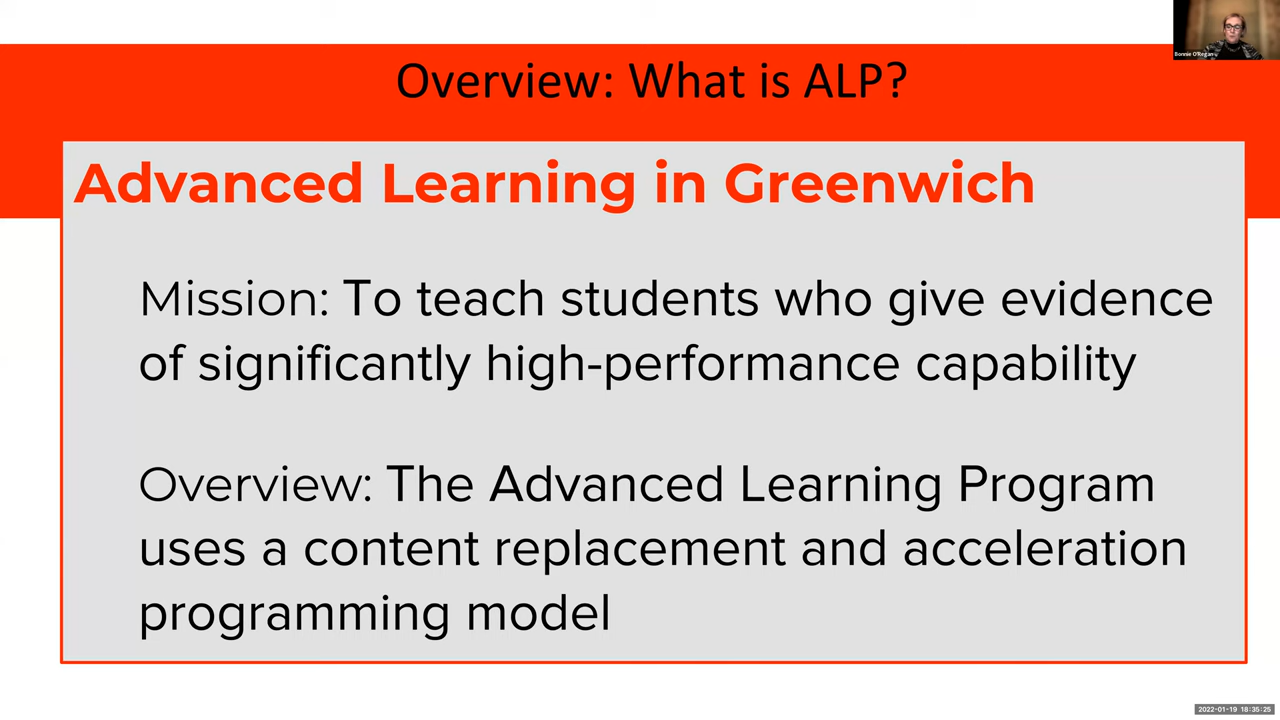 Bonnie O'Regan
Overview: What is ALP?
Advanced Learning in Greenwich
Mission: To teach students who give evidence
of significantly high-performance capability
Overview: The Advanced Learning Program
uses a content replacement and acceleration
programming model
2022-01-19 18:35:25